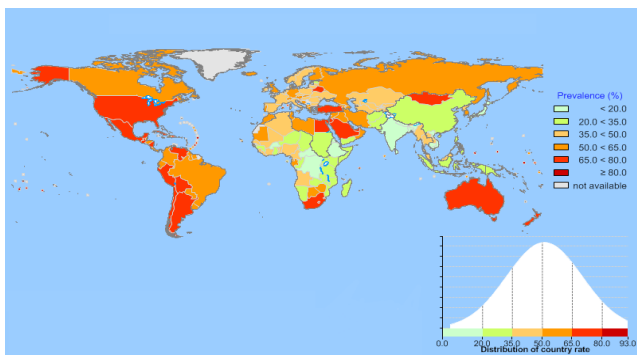 Prevalence (%)
< 20.0
20.0 < 35.0
35.0 < 50.0
50.0 < 65.0
65.0 < 80.0
≥ 80.0
not available
0.0 20.0 35.0 50.0 65.0 80.0 93.0
Distribution of country rate